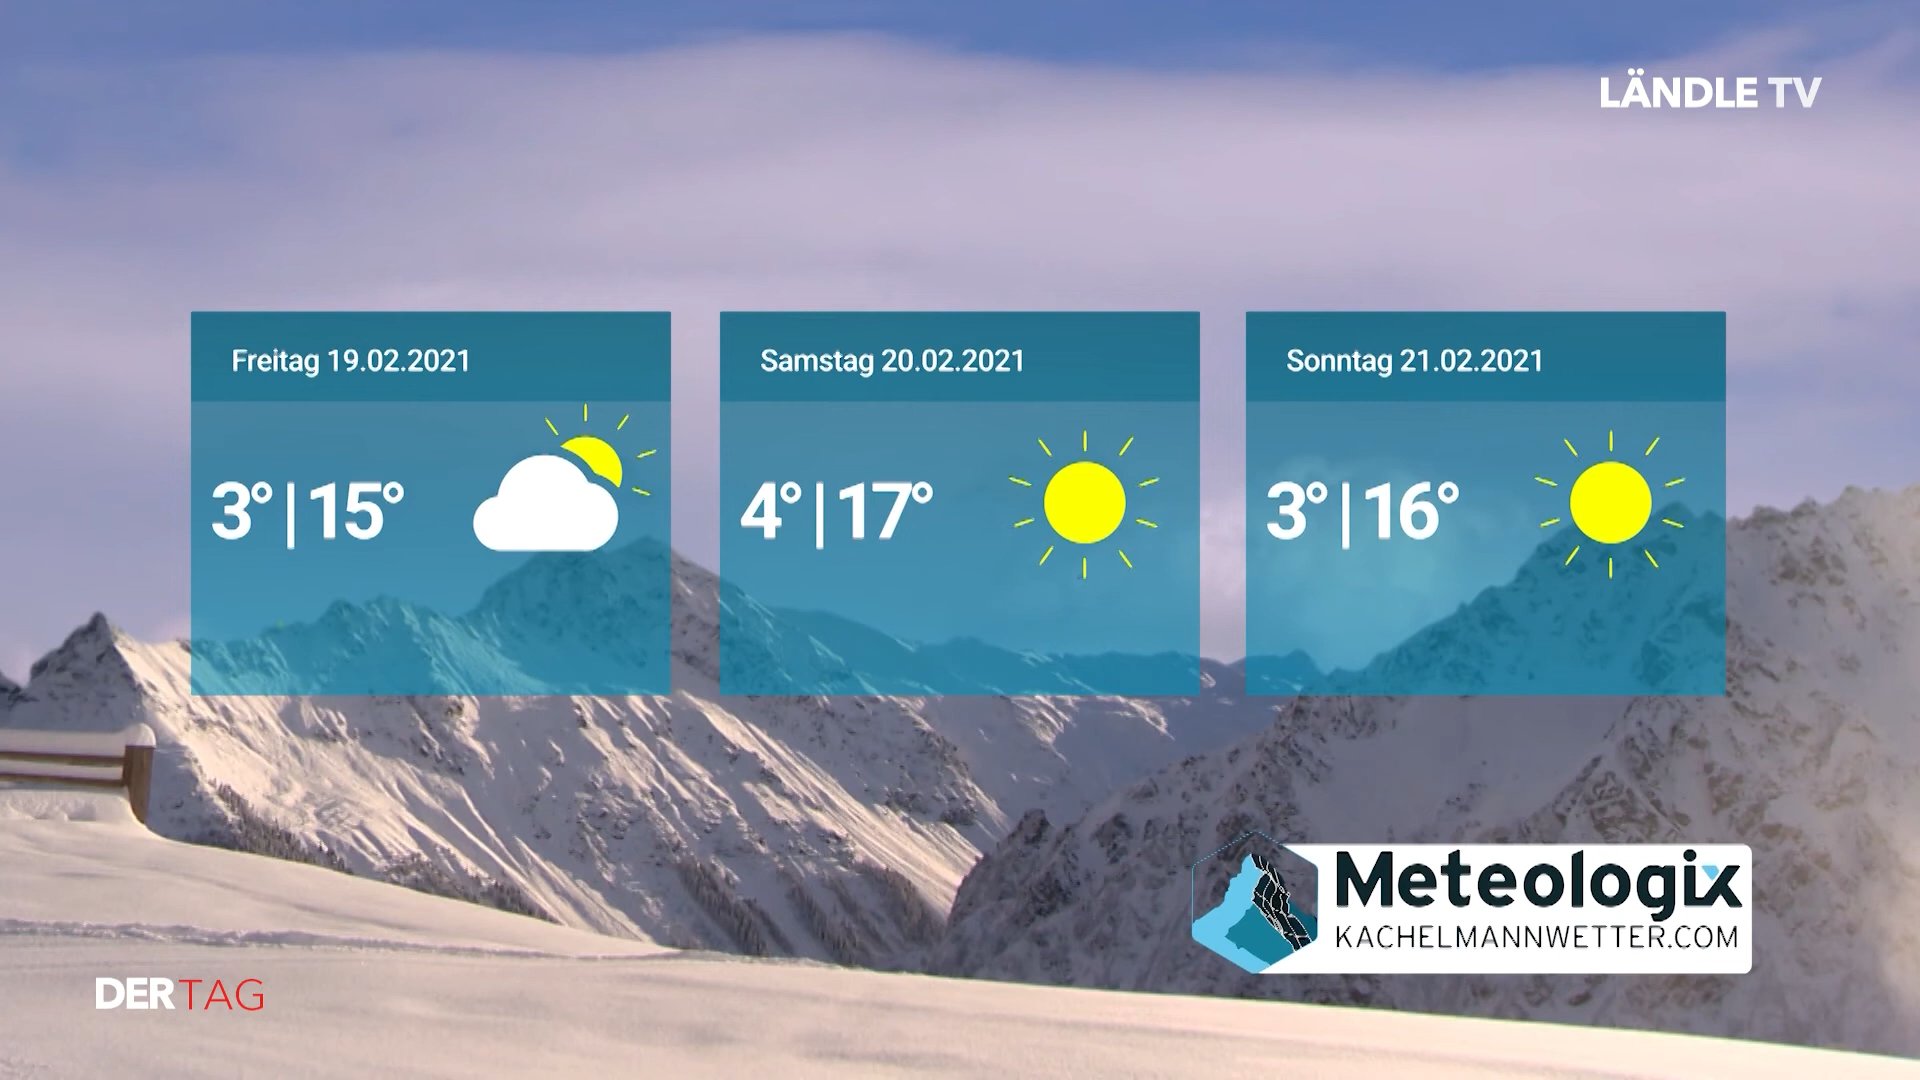 LÄNDLE TV
Freitag 19.02.2021
3°|15°
Samstag 20.02.2021
4°|17°
Sonntag 21.02.2021
3°|16°
Meteologix
KACHELMANNWETTER.COM
DERTAG